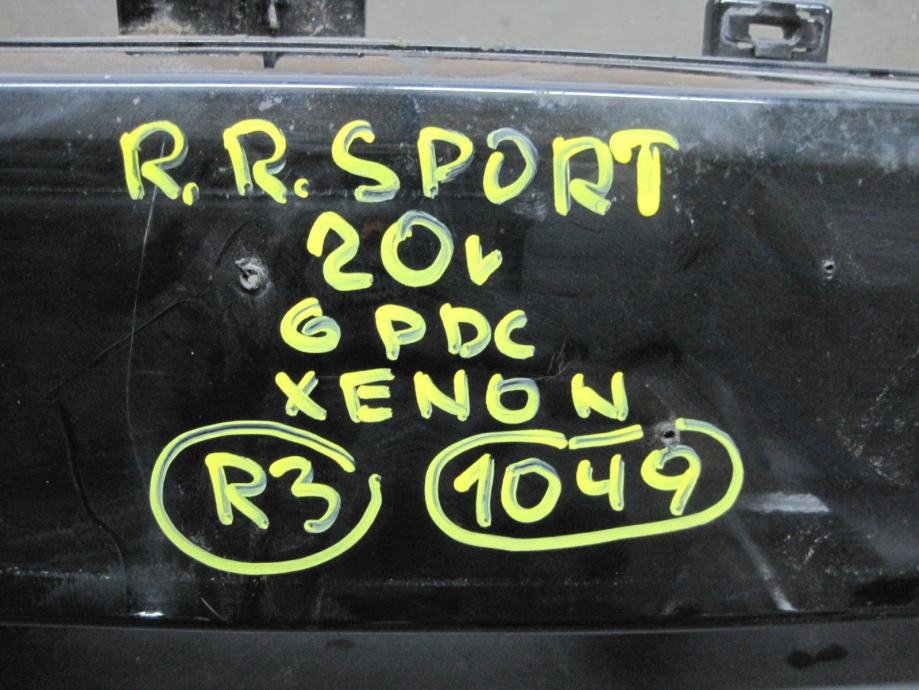 R.R.SPORT
20v
6 PDC
XENON
R3 1049